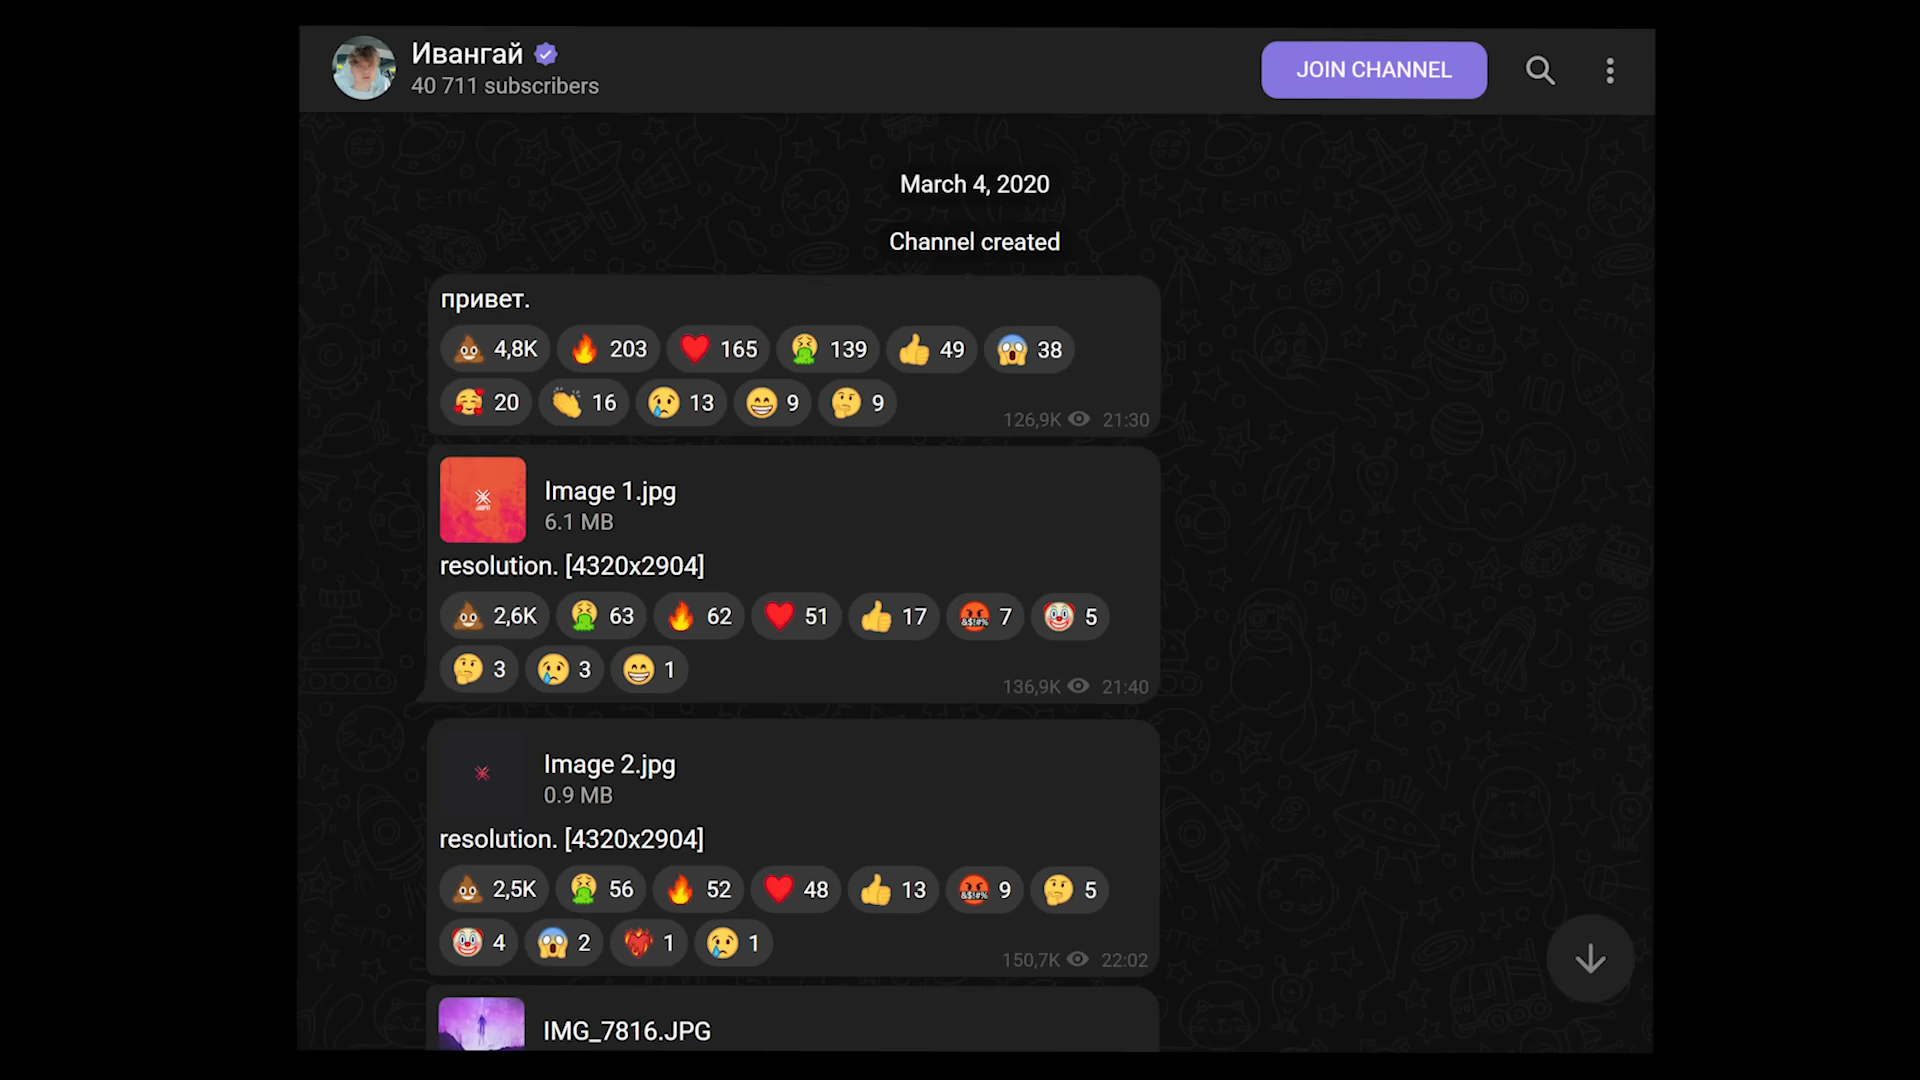 Ивангай
40 711 subscribers
JOIN CHANNEL
March 4, 2020
Channel created
привет.
4,8K 203 165 139 49 38
20 16 13 9 9
126,9K 21:30
Image 1.jpg
6.1 MB
resolution. [4320x2904]
2,6K 63 62 51 17 7 5
3 3 1
136,9K 21:40
Image 2.jpg
0.9 MB
resolution. [4320x2904]
2,5K 56 52 48 13 9 5
4 2 1 1
150,7K 22:02
IMG_7816.JPG